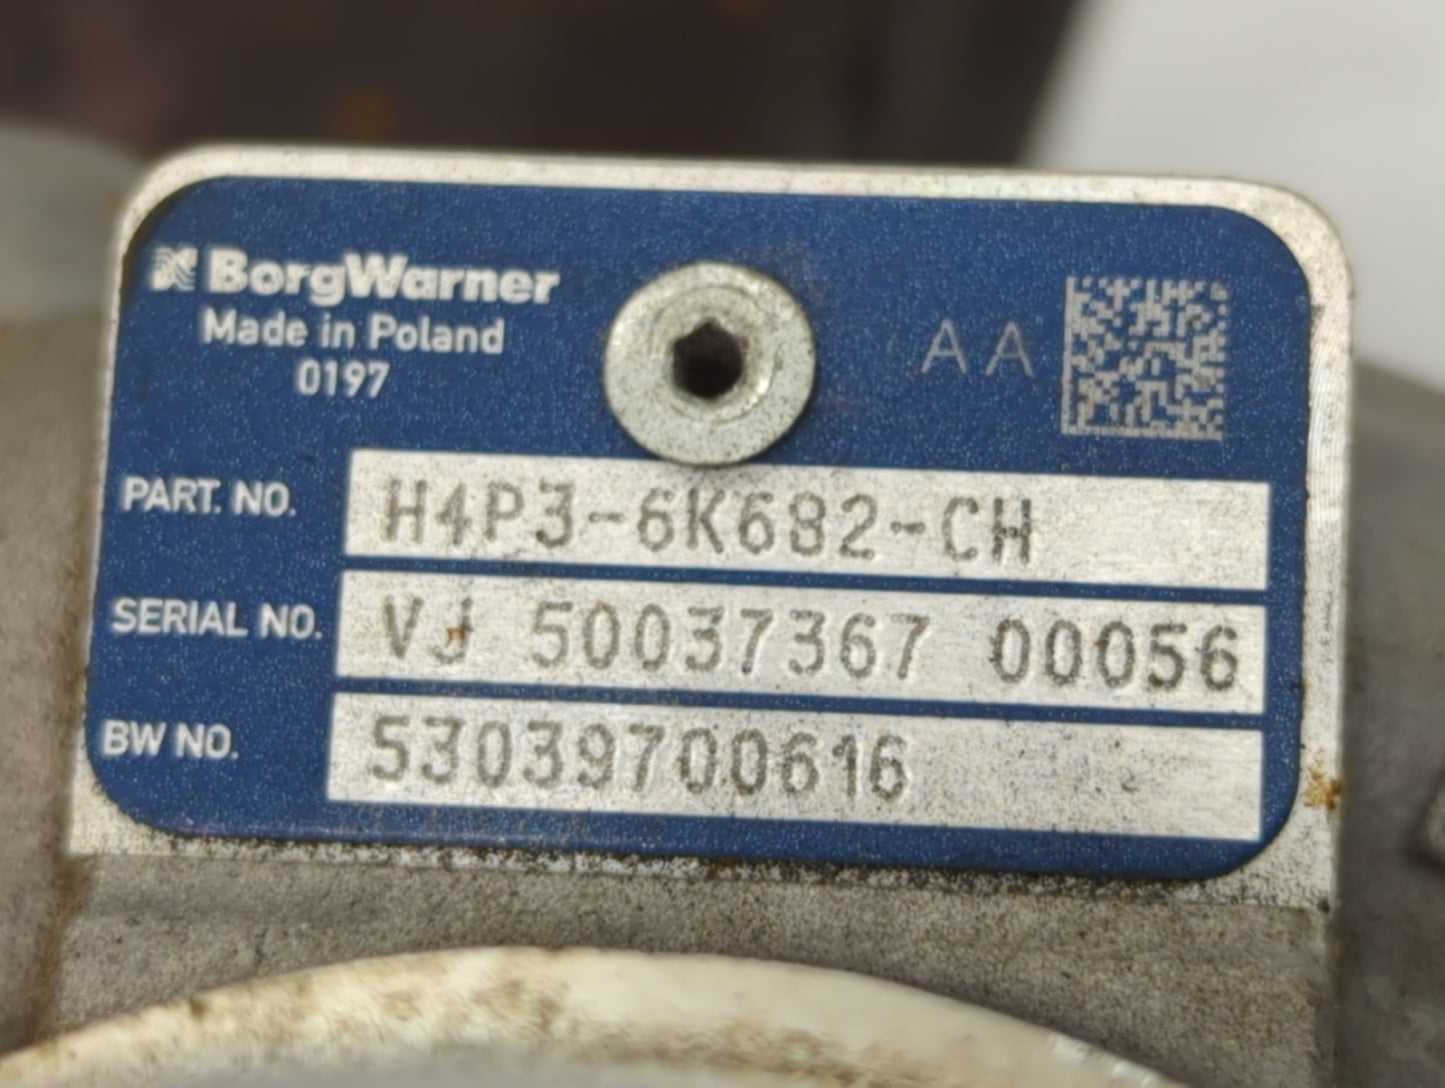 BorgWarner
Made in Poland
0197
AA
PART. NO. H4P3-6K682-CH
SERIAL NO. VJ 50037367 00056
BW NO. 53039700616